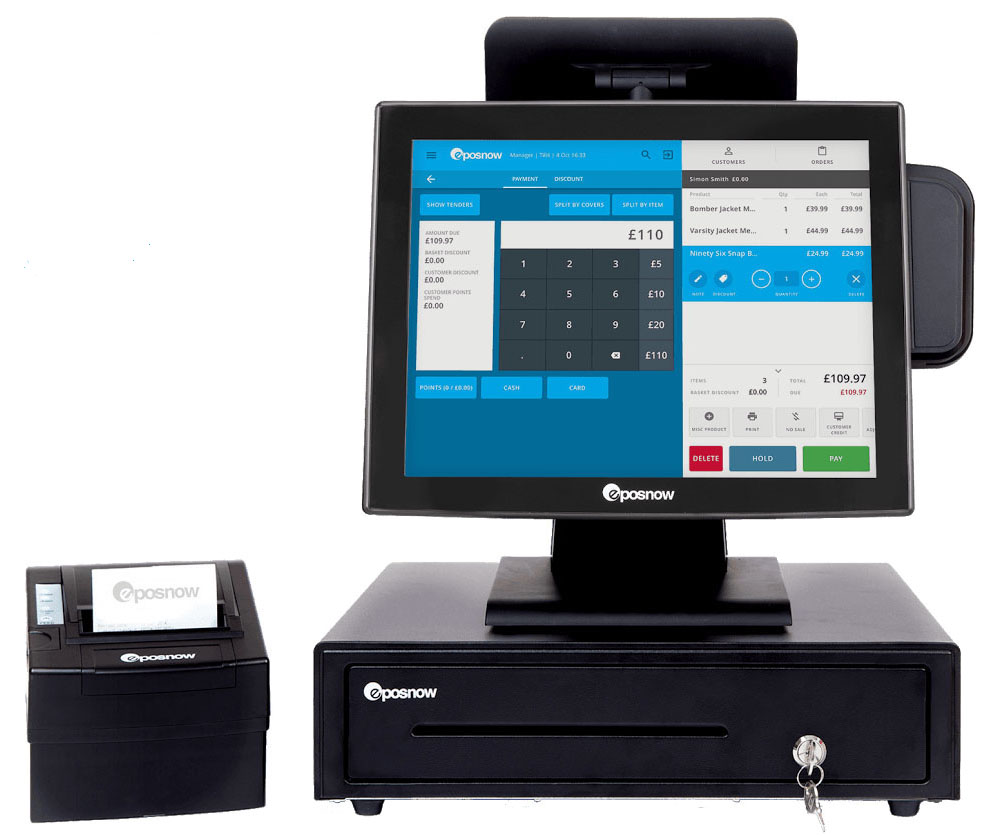 eposnow Manager | Till1 | 4 Oct 16:33
PAYMENT DISCOUNT
SHOW TENDERS SPLIT BY COVERS SPLIT BY ITEM
AMOUNT DUE
£109.97
BASKET DISCOUNT
£0.00
CUSTOMER DISCOUNT
£0.00
CUSTOMER POINTS
SPEND
£0.00
£110
1 2 3 £5
4 5 6 £10
7 8 9 £20
. 0 £110
POINTS (0 / £0.00) CASH CARD
CUSTOMERS ORDERS
Simon Smith £0.00
Product Qty Each Total
Bomber Jacket M... 1 £39.99 £39.99
Varsity Jacket Me... 1 £44.99 £44.99
Ninety Six Snap B... £24.99 £24.99
1
NOTE DISCOUNT QUANTITY DELETE
ITEMS 3 TOTAL £109.97
BASKET DISCOUNT £0.00 DUE £109.97
MISC PRODUCT PRINT NO SALE CUSTOMER
CREDIT
DELETE HOLD PAY
eposnow
eposnow
eposnow
eposnow